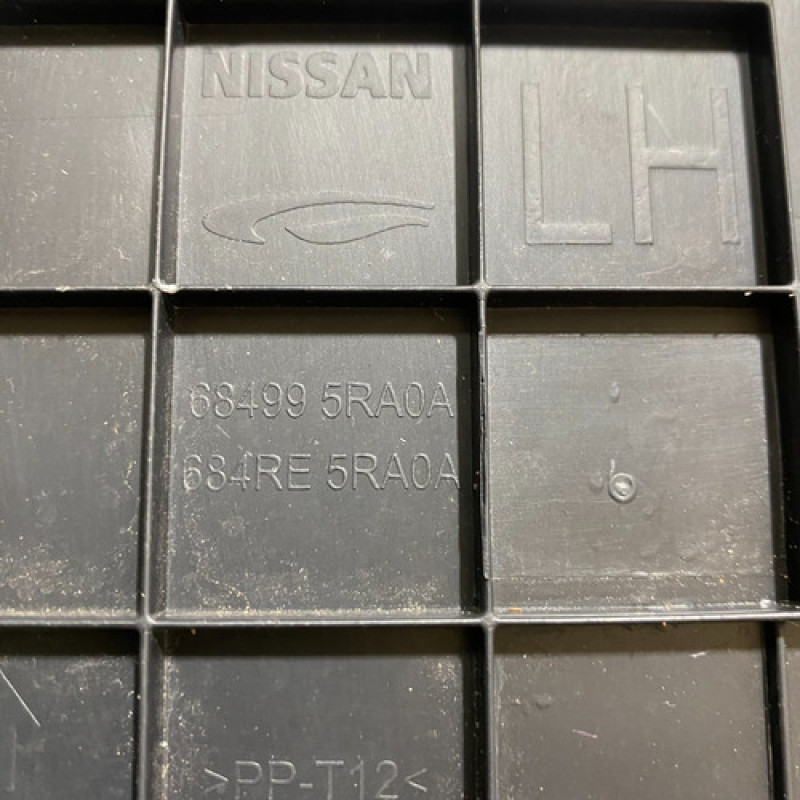 NISSAN
LH
68499 5RA0A
684RE 5RA0A
>PP-T12<